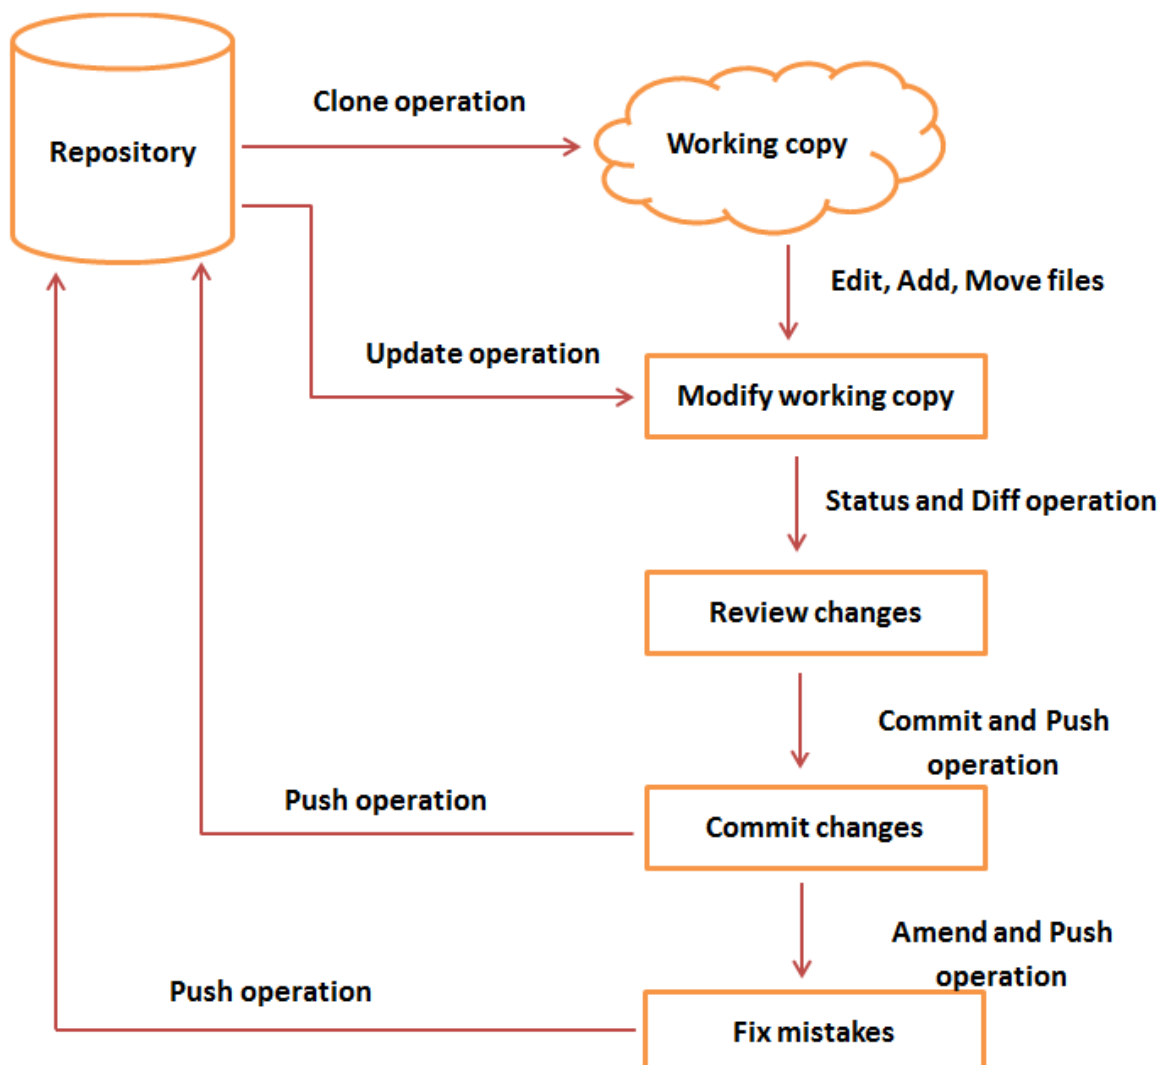 Clone operation
Repository
Working copy
Edit, Add, Move files
Update operation
Modify working copy
Status and Diff operation
Review changes
Commit and Push
operation
Push operation
Commit changes
Amend and Push
operation
Push operation
Fix mistakes